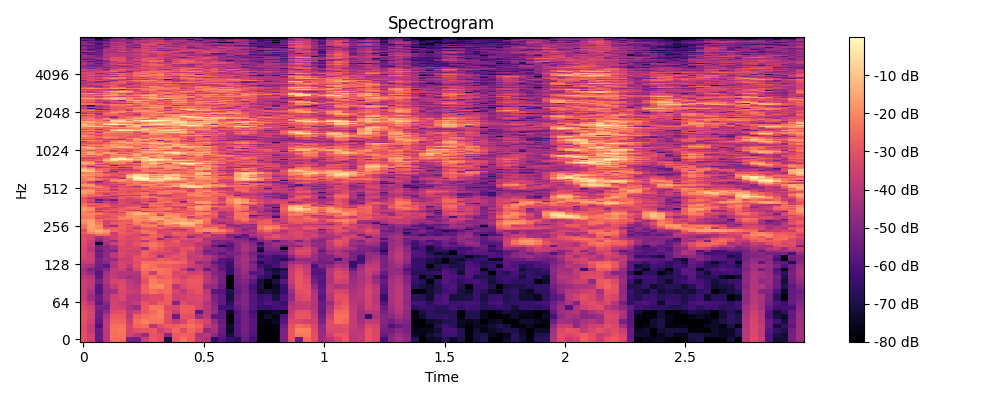 Spectrogram
4096
2048
1024
512
256
128
64
0
Hz
0
0.5
1
1.5
2
2.5
Time
-10 dB
-20 dB
-30 dB
-40 dB
-50 dB
-60 dB
-70 dB
-80 dB